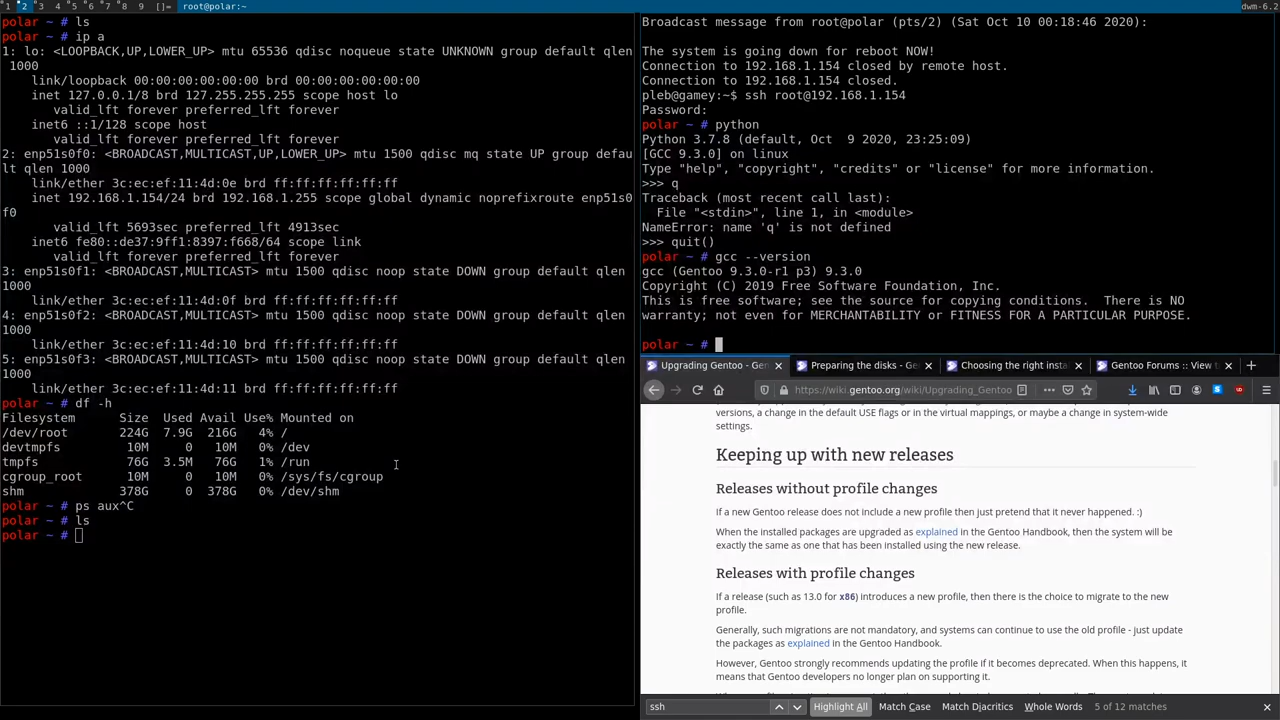 1 2 3 4 5 6 7 8 9 []= root@polar:~ dwm-6.2
polar ~ # ls
polar ~ # ip a
1: lo: <LOOPBACK,UP,LOWER_UP> mtu 65536 qdisc noqueue state UNKNOWN group default qlen
1000
link/loopback 00:00:00:00:00:00 brd 00:00:00:00:00:00
inet 127.0.0.1/8 brd 127.255.255.255 scope host lo
valid_lft forever preferred_lft forever
inet6 ::1/128 scope host
valid_lft forever preferred_lft forever
2: enp51s0f0: <BROADCAST,MULTICAST,UP,LOWER_UP> mtu 1500 qdisc mq state UP group defau
lt qlen 1000
link/ether 3c:ec:ef:11:4d:0e brd ff:ff:ff:ff:ff:ff
inet 192.168.1.154/24 brd 192.168.1.255 scope global dynamic noprefixroute enp51s0
f0
valid_lft 5693sec preferred_lft 4913sec
inet6 fe80::de37:9ff1:8397:f668/64 scope link
valid_lft forever preferred_lft forever
3: enp51s0f1: <BROADCAST,MULTICAST> mtu 1500 qdisc noop state DOWN group default qlen
1000
link/ether 3c:ec:ef:11:4d:0f brd ff:ff:ff:ff:ff:ff
4: enp51s0f2: <BROADCAST,MULTICAST> mtu 1500 qdisc noop state DOWN group default qlen
1000
link/ether 3c:ec:ef:11:4d:10 brd ff:ff:ff:ff:ff:ff
5: enp51s0f3: <BROADCAST,MULTICAST> mtu 1500 qdisc noop state DOWN group default qlen
1000
link/ether 3c:ec:ef:11:4d:11 brd ff:ff:ff:ff:ff:ff
polar ~ # df -h
Filesystem Size Used Avail Use% Mounted on
/dev/root 224G 7.9G 216G 4% /
devtmpfs 10M 0 10M 0% /dev
tmpfs 76G 3.5M 76G 1% /run
cgroup_root 10M 0 10M 0% /sys/fs/cgroup
shm 378G 0 378G 0% /dev/shm
polar ~ # ps aux^C
polar ~ # ls
polar ~ #
Broadcast message from root@polar (pts/2) (Sat Oct 10 00:18:46 2020):
The system is going down for reboot NOW!
Connection to 192.168.1.154 closed by remote host.
Connection to 192.168.1.154 closed.
pleb@gamey:~$ ssh root@192.168.1.154
Password:
polar ~ # python
Python 3.7.8 (default, Oct  9 2020, 23:25:09)
[GCC 9.3.0] on linux
Type "help", "copyright", "credits" or "license" for more information.
>>> q
Traceback (most recent call last):
File "<stdin>", line 1, in <module>
NameError: name 'q' is not defined
>>> quit()
polar ~ # gcc --version
gcc (Gentoo 9.3.0-r1 p3) 9.3.0
Copyright (C) 2019 Free Software Foundation, Inc.
This is free software; see the source for copying conditions.  There is NO
warranty; not even for MERCHANTABILITY or FITNESS FOR A PARTICULAR PURPOSE.
polar ~ #
Upgrading Gentoo - Gen Preparing the disks - Ge Choosing the right insta Gentoo Forums :: View t
https://wiki.gentoo.org/wiki/Upgrading_Gentoo
versions, a change in the default USE flags or in the virtual mappings, or maybe a change in system-wide
settings.
Keeping up with new releases
Releases without profile changes
If a new Gentoo release does not include a new profile then just pretend that it never happened. :)
When the installed packages are upgraded as explained in the Gentoo Handbook, then the system will be
exactly the same as one that has been installed using the new release.
Releases with profile changes
If a release (such as 13.0 for x86) introduces a new profile, then there is the choice to migrate to the new
profile.
Generally, such migrations are not mandatory, and systems can continue to use the old profile - just update
the packages as explained in the Gentoo Handbook.
However, Gentoo strongly recommends updating the profile if it becomes deprecated. When this happens, it
means that Gentoo developers no longer plan on supporting it.
ssh Highlight All Match Case Match Diacritics Whole Words 5 of 12 matches